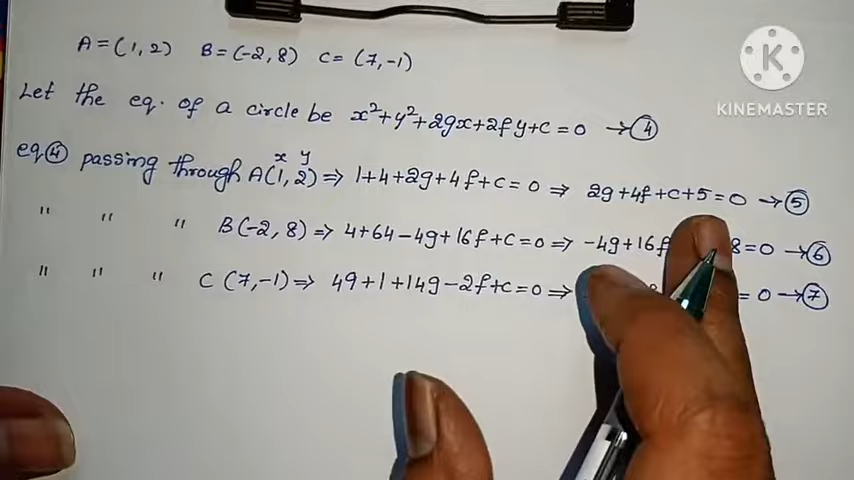 A=(1,2) B=(-2,8) C=(7,-1)
K
KINEMASTER
Let the eq. of a circle be x²+y²+2gx+2fy+c=0 → ④
x y
eq④ passing through A(1,2) ⇒ 1+4+2g+4f+c=0 ⇒ 2g+4f+c+5=0 → ⑤
" " " B(-2,8) ⇒ 4+64-4g+16f+c=0 ⇒ -4g+16f 8=0 → ⑥
" " " C(7,-1) ⇒ 49+1+14g-2f+c=0 ⇒ =0 → ⑦